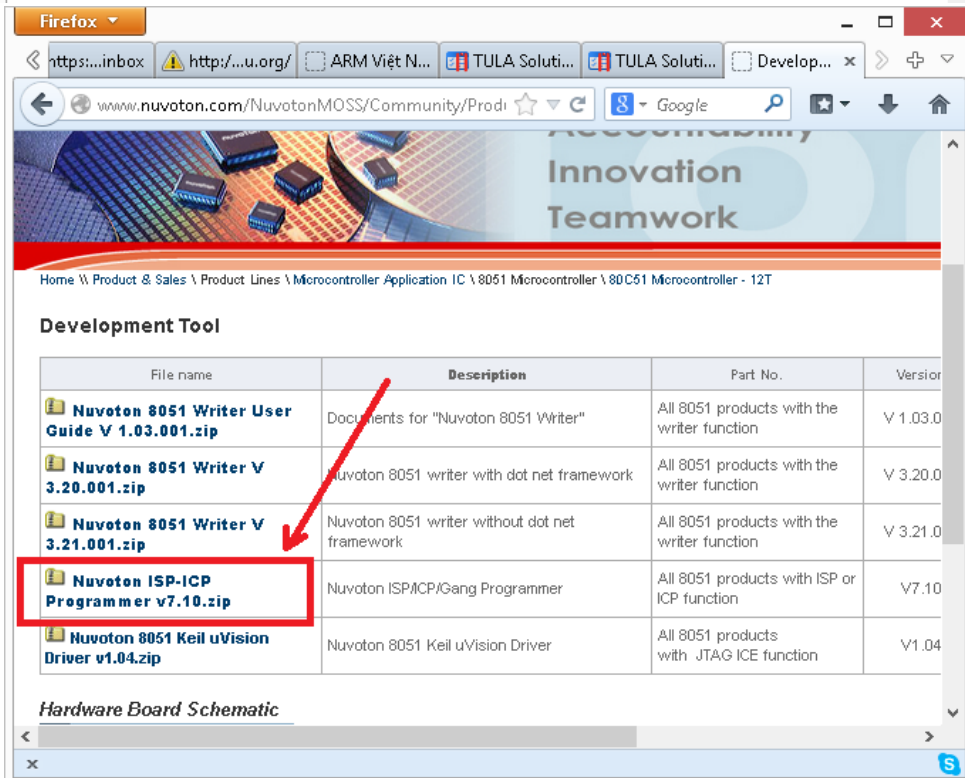 Firefox
https:...inbox
http:/...u.org/
ARM Việt N...
TULA Soluti...
TULA Soluti...
Develop...
www.nuvoton.com/NuvotonMOSS/Community/Prod
Google
Accountability
Innovation
Teamwork
nuvoton
Home \\ Product & Sales \ Product Lines \ Microcontroller Application IC \ 8051 Microcontroller \ 80C51 Microcontroller - 12T
Development Tool
File name
Description
Part No.
Version
Nuvoton 8051 Writer User
Guide V 1.03.001.zip
Documents for "Nuvoton 8051 Writer"
All 8051 products with the
writer function
V 1.03.0
Nuvoton 8051 Writer V
3.20.001.zip
Nuvoton 8051 writer with dot net framework
All 8051 products with the
writer function
V 3.20.0
Nuvoton 8051 Writer V
3.21.001.zip
Nuvoton 8051 writer without dot net
framework
All 8051 products with the
writer function
V 3.21.0
Nuvoton ISP-ICP
Programmer v7.10.zip
Nuvoton ISP/ICP/Gang Programmer
All 8051 products with ISP or
ICP function
V7.10
Nuvoton 8051 Keil uVision
Driver v1.04.zip
Nuvoton 8051 Keil uVision Driver
All 8051 products
with JTAG ICE function
V1.04
Hardware Board Schematic